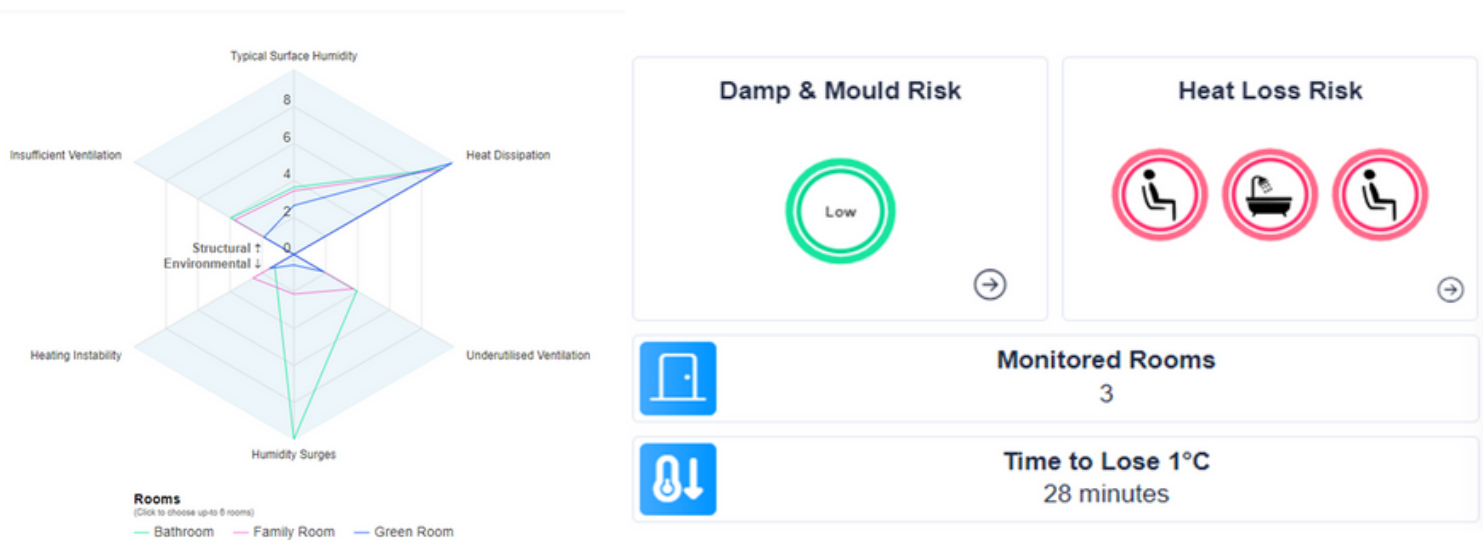 Typical Surface Humidity
8
6
4
2
0
Insufficient Ventilation
Heat Dissipation
Structural ↑
Environmental ↓
Heating Instability
Underutilised Ventilation
Humidity Surges
Rooms
(Click to choose up-to 6 rooms)
Bathroom Family Room Green Room
Damp & Mould Risk
Low
Heat Loss Risk
Monitored Rooms
3
Time to Lose 1°C
28 minutes